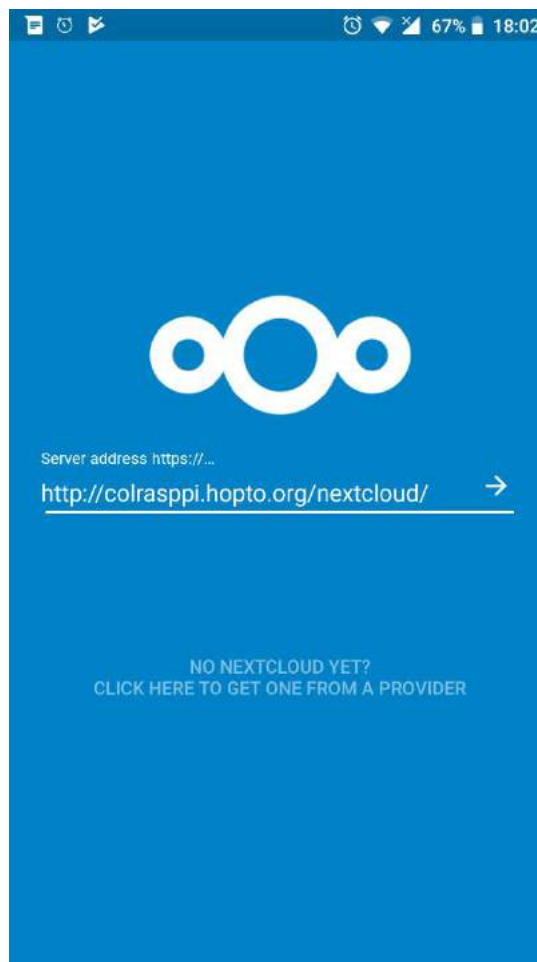 67% 18:02
Server address https://...
http://colrasppi.hopto.org/nextcloud/
NO NEXTCLOUD YET?
CLICK HERE TO GET ONE FROM A PROVIDER